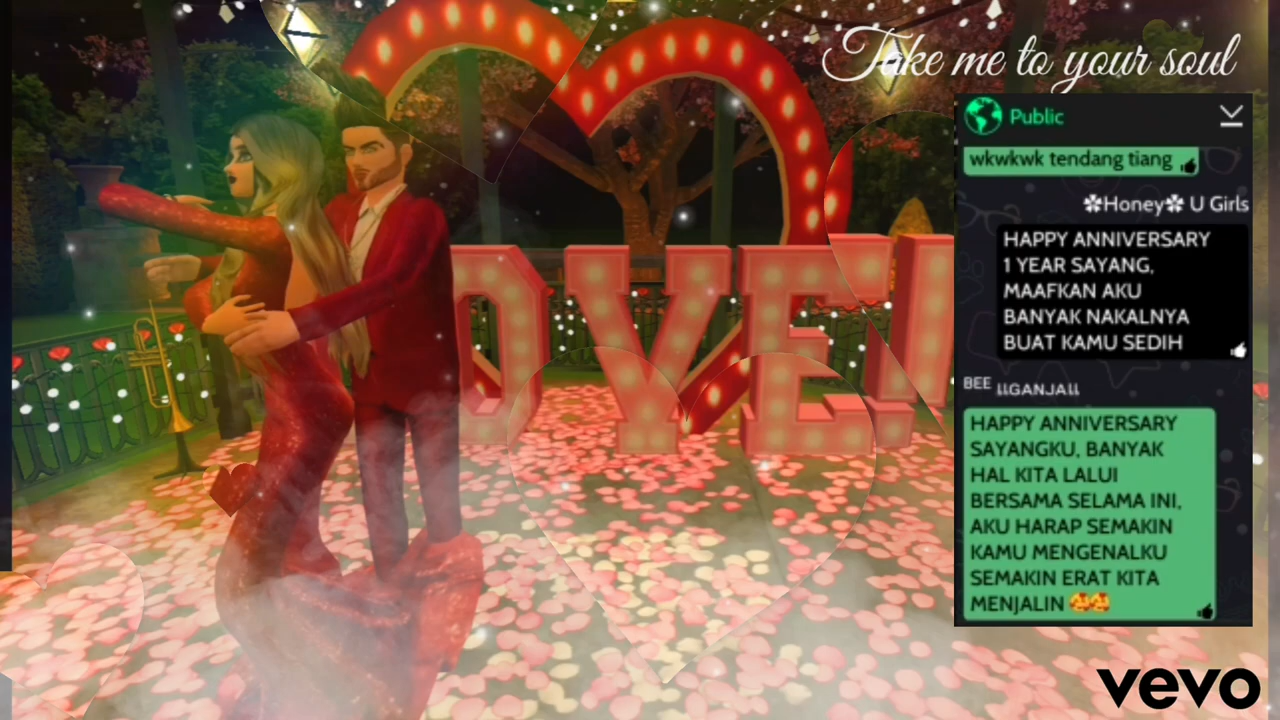 Take me to your soul
Public
wkwkwk tendang tiang
✽Honey✽ U Girls
HAPPY ANNIVERSARY
1 YEAR SAYANG,
MAAFKAN AKU
BANYAK NAKALNYA
BUAT KAMU SEDIH
BEE ււGANJAււ
HAPPY ANNIVERSARY
SAYANGKU, BANYAK
HAL KITA LALUI
BERSAMA SELAMA INI,
AKU HARAP SEMAKIN
KAMU MENGENALKU
SEMAKIN ERAT KITA
MENJALIN 🥰🥰
OVE!
vevo